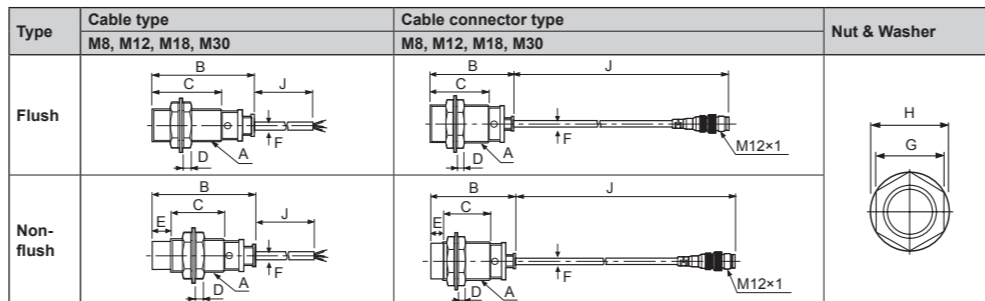 Type
Cable type
Cable connector type
Nut & Washer
M8, M12, M18, M30
M8, M12, M18, M30
Flush
B
C
J
D
A
F
B
C
J
D
A
F
M12×1
H
G
Non-
flush
B
C
E
J
D
A
F
B
C
E
J
D
A
F
M12×1